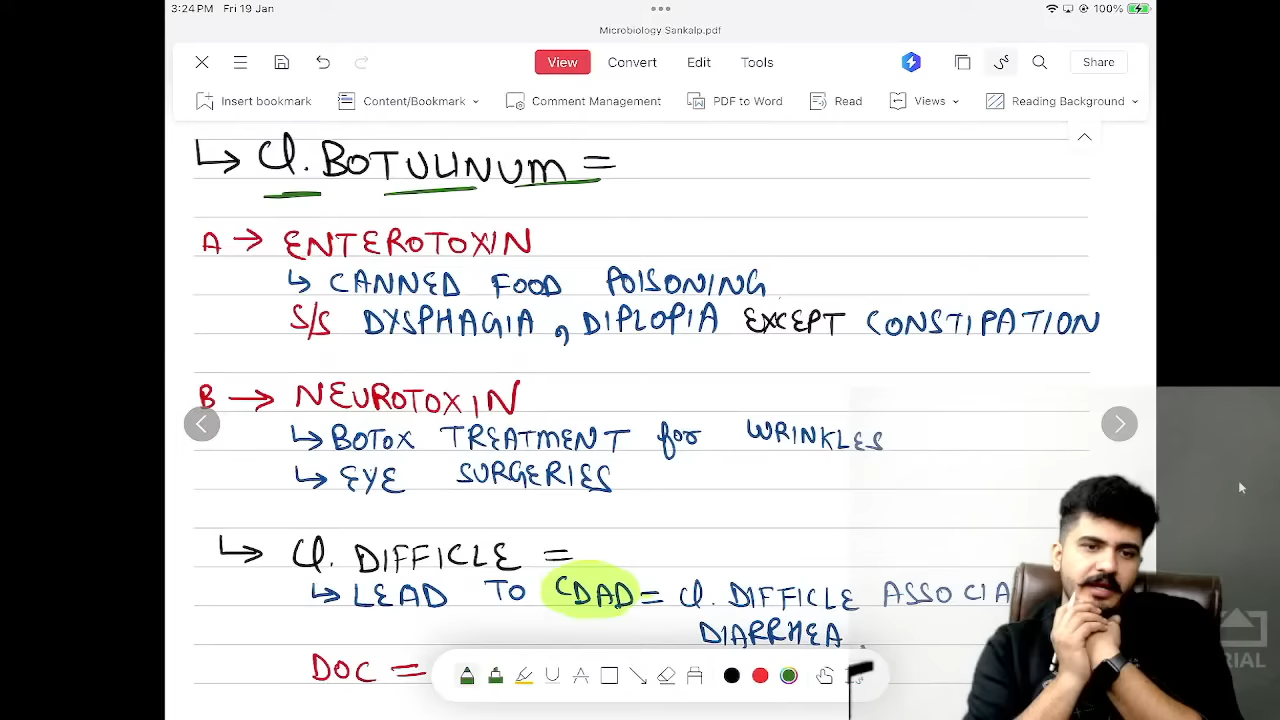 3:24 PM Fri 19 Jan
100%
Microbiology Sankalp.pdf
View Convert Edit Tools Share
Insert bookmark Content/Bookmark Comment Management PDF to Word Read Views Reading Background
↳ Cl. BOTULINUM =
A → ENTEROTOXIN
↳ CANNED FOOD POISONING
S/S DYSPHAGIA, DIPLOPIA EXCEPT CONSTIPATION
B → NEUROTOXIN
↳ BOTOX TREATMENT for WRINKLES
↳ EYE SURGERIES
↳ Cl. DIFFICLE =
↳ LEAD TO CDAD = Cl. DIFFICLE ASSOCIA
DIARRHEA
DOC =